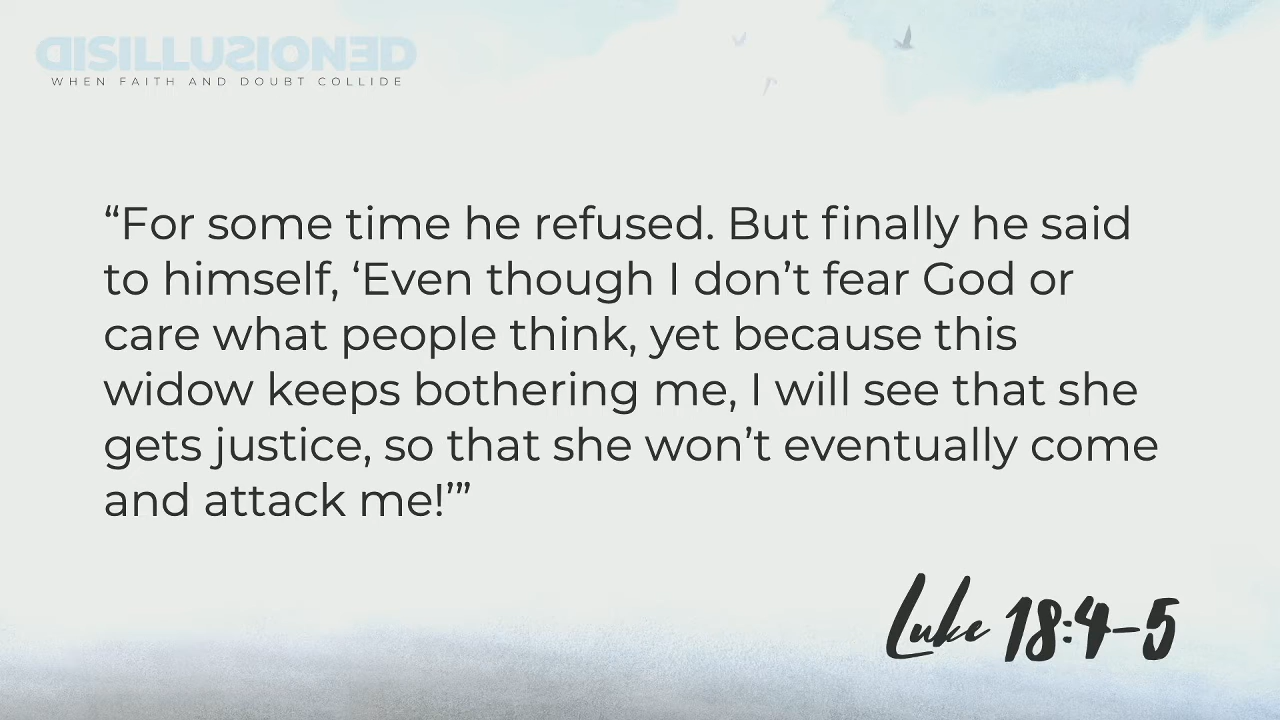 DISILLUSIONED
WHEN FAITH AND DOUBT COLLIDE
“For some time he refused. But finally he said
to himself, ‘Even though I don’t fear God or
care what people think, yet because this
widow keeps bothering me, I will see that she
gets justice, so that she won’t eventually come
and attack me!’”
Luke 18:4–5